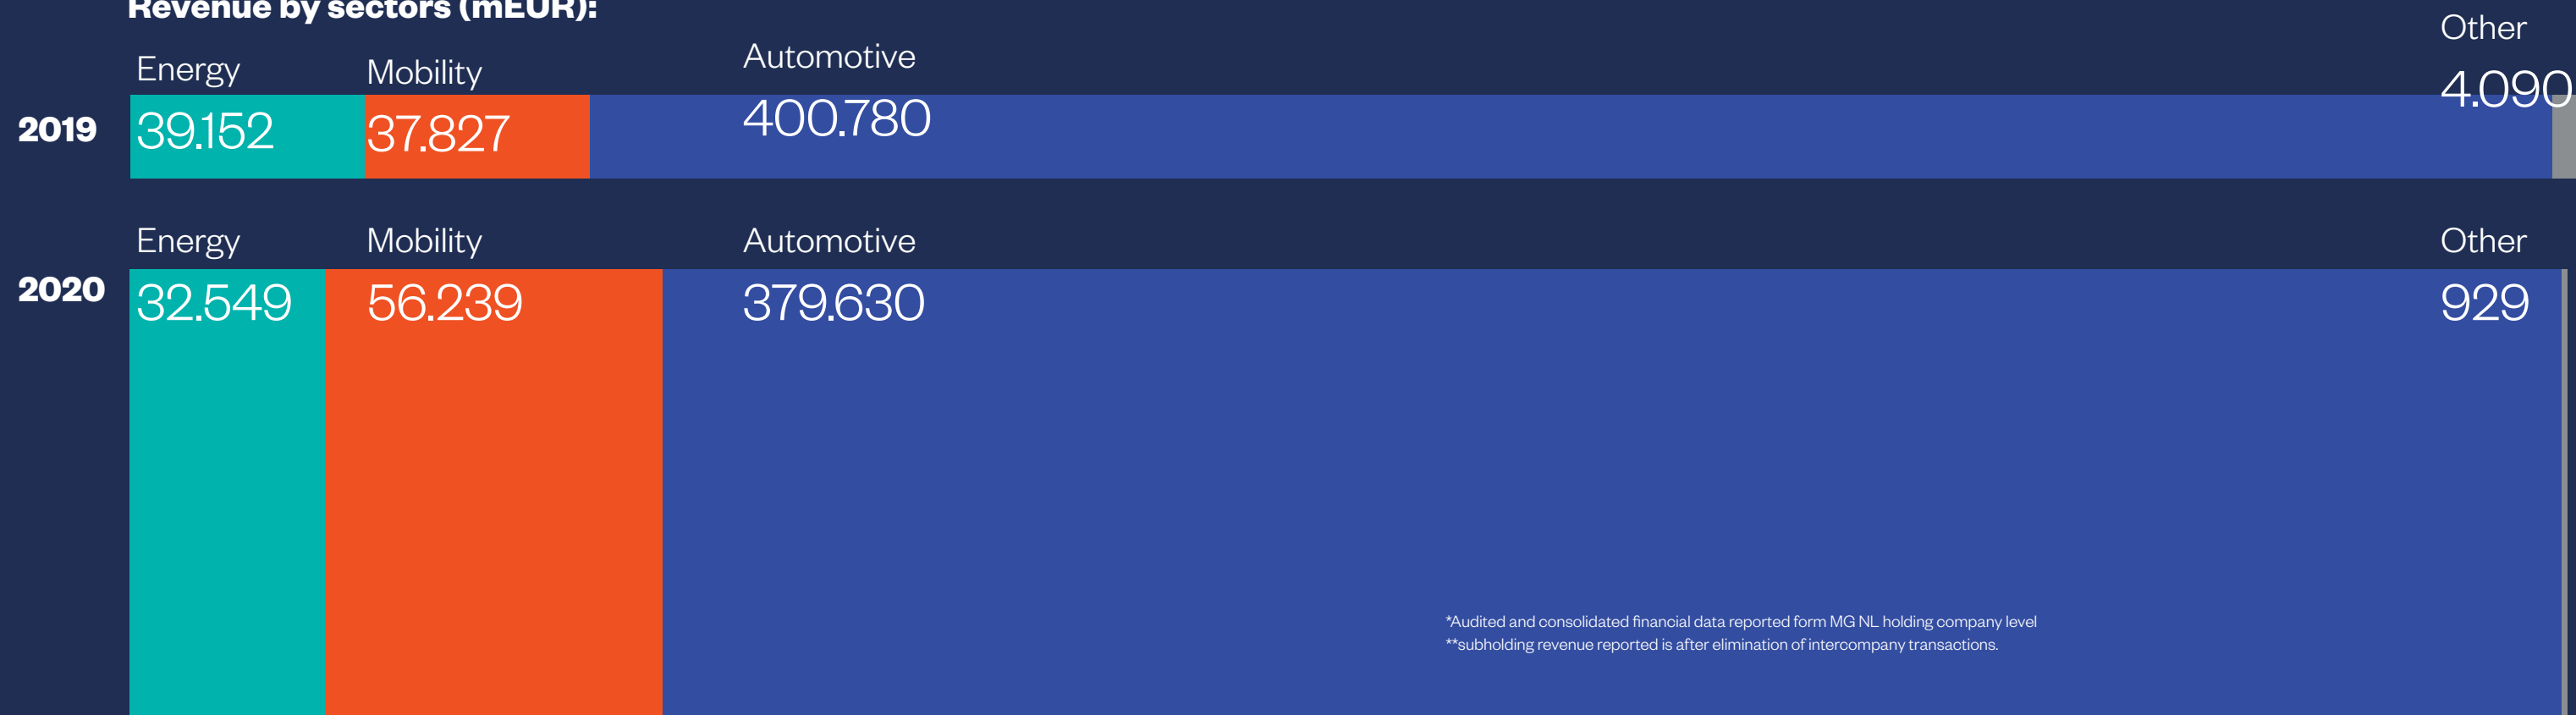 Revenue by sectors (mEUR):
Energy Mobility Automotive Other
2019 39.152 37.827 400.780 4.090
Energy Mobility Automotive Other
2020 32.549 56.239 379.630 929
*Audited and consolidated financial data reported form MG NL holding company level
**subholding revenue reported is after elimination of intercompany transactions.